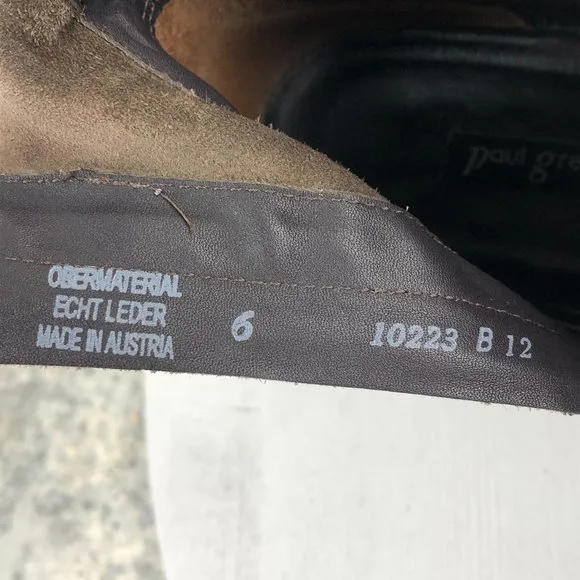 paul gre
OBERMATERIAL
ECHT LEDER
MADE IN AUSTRIA
6
10223 B 12